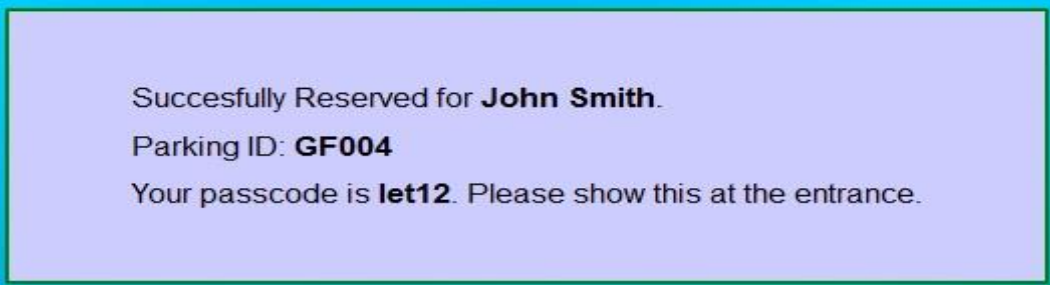 Succesfully Reserved for John Smith.
Parking ID: GF004
Your passcode is let12. Please show this at the entrance.